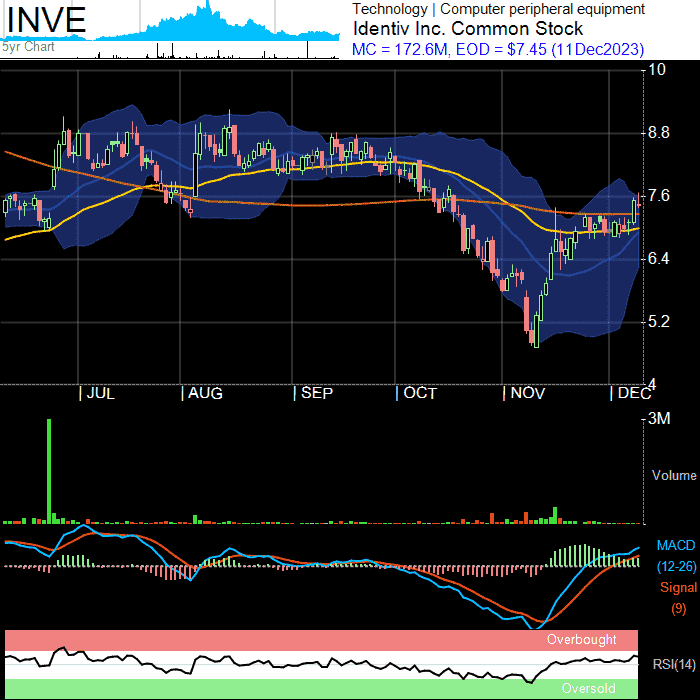 INVE
5yr Chart
Technology | Computer peripheral equipment
Identiv Inc. Common Stock
MC = 172.6M, EOD = $7.45 (11Dec2023)
10
8.8
7.6
6.4
5.2
4
JUL
AUG
SEP
OCT
NOV
DEC
3M
Volume
MACD
(12-26)
Signal
(9)
Overbought
RSI(14)
Oversold